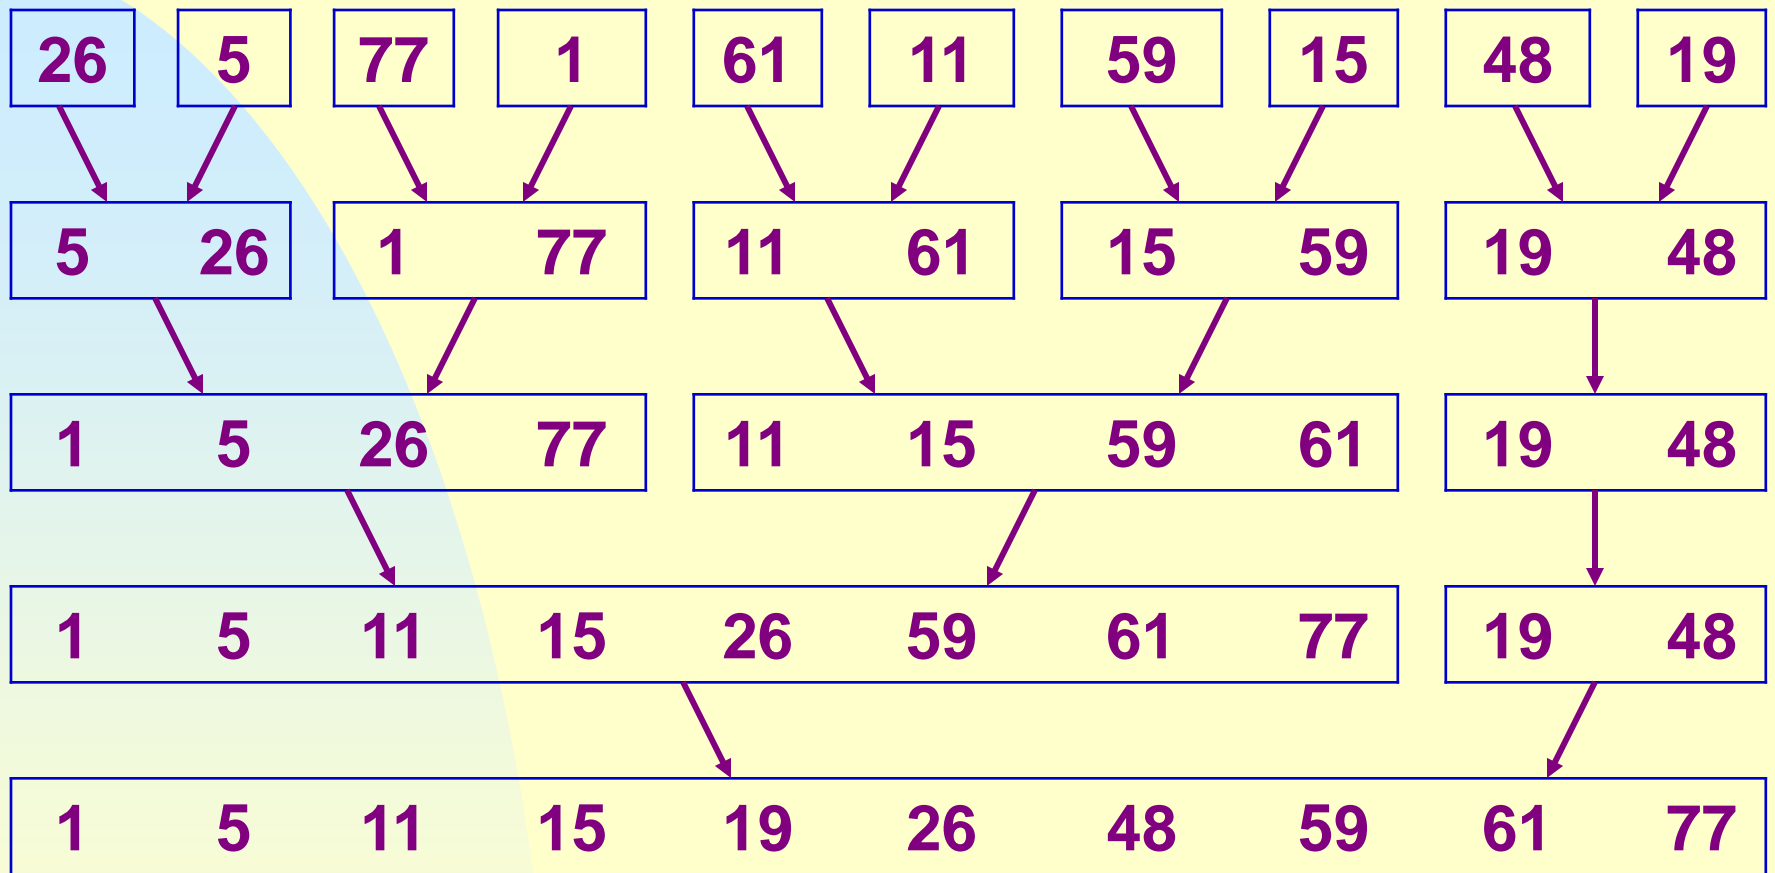 26 5 77 1 61 11 59 15 48 19
5 26 1 77 11 61 15 59 19 48
1 5 26 77 11 15 59 61 19 48
1 5 11 15 26 59 61 77 19 48
1 5 11 15 19 26 48 59 61 77